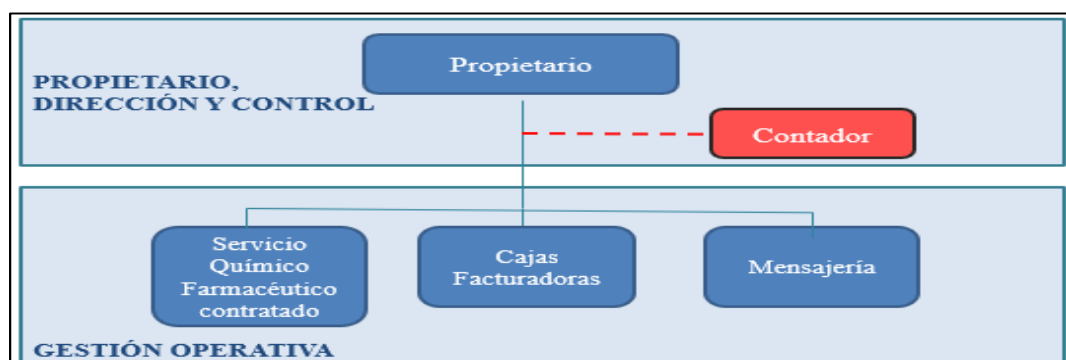 Propietario
PROPIETARIO,
DIRECCIÓN Y CONTROL
Contador
Servicio
Químico
Farmacéutico
contratado
Cajas
Facturadoras
Mensajería
GESTIÓN OPERATIVA